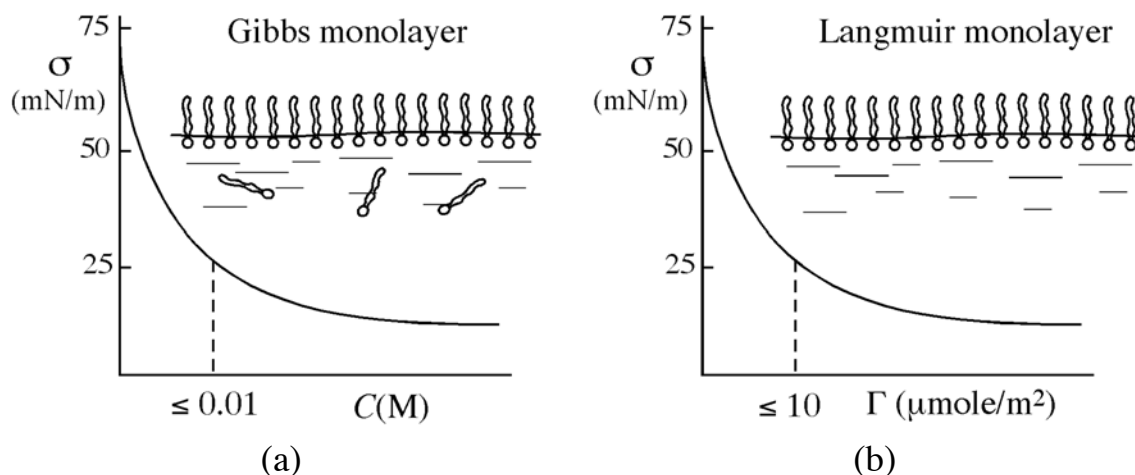 75
Gibbs monolayer
σ
(mN/m)
50
25
≤ 0.01
C(M)
(a)
75
Langmuir monolayer
σ
(mN/m)
50
25
≤ 10
Γ (μmole/m²)
(b)